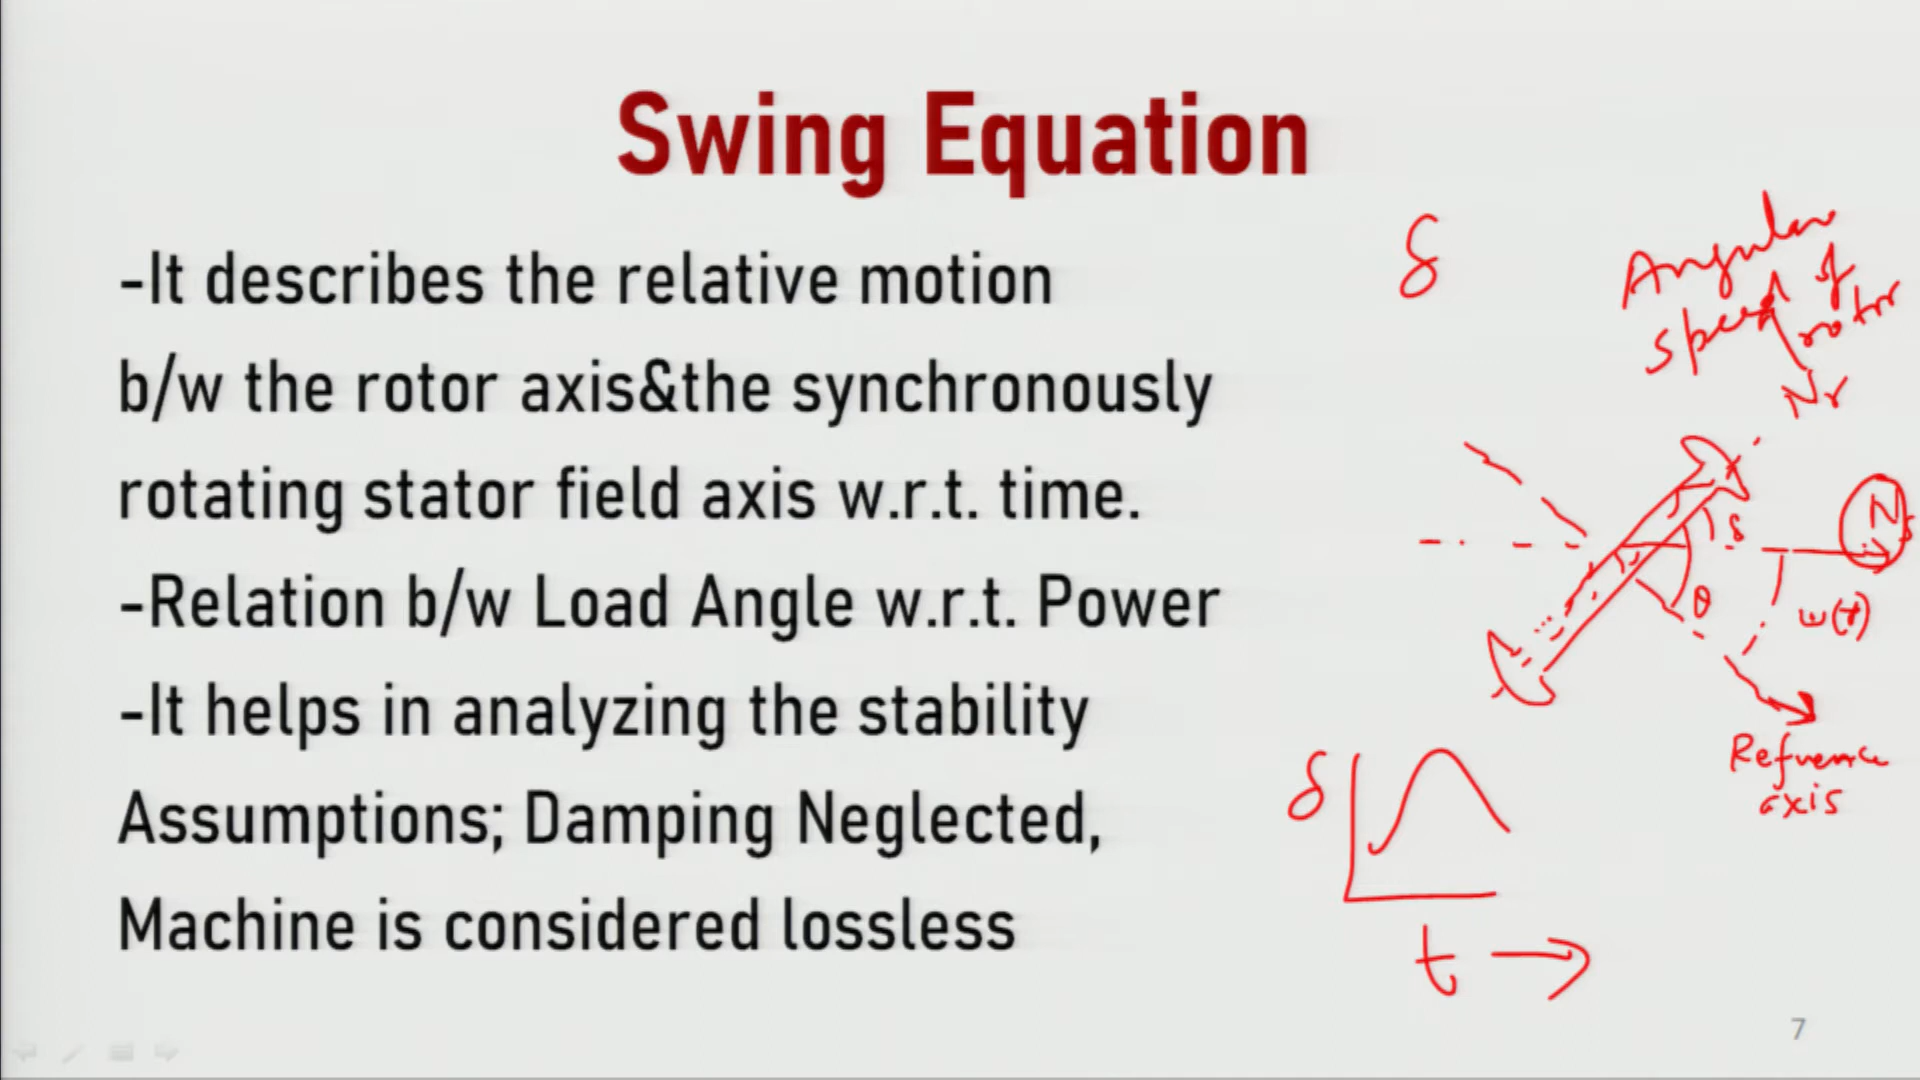 Swing Equation
-It describes the relative motion
b/w the rotor axis&the synchronously
rotating stator field axis w.r.t. time.
-Relation b/w Load Angle w.r.t. Power
-It helps in analyzing the stability
Assumptions; Damping Neglected,
Machine is considered lossless
δ
Angular
speed of
rotor
Nr
Ns
δ
θ
w(t)
Refrence
axis
δ
t
7